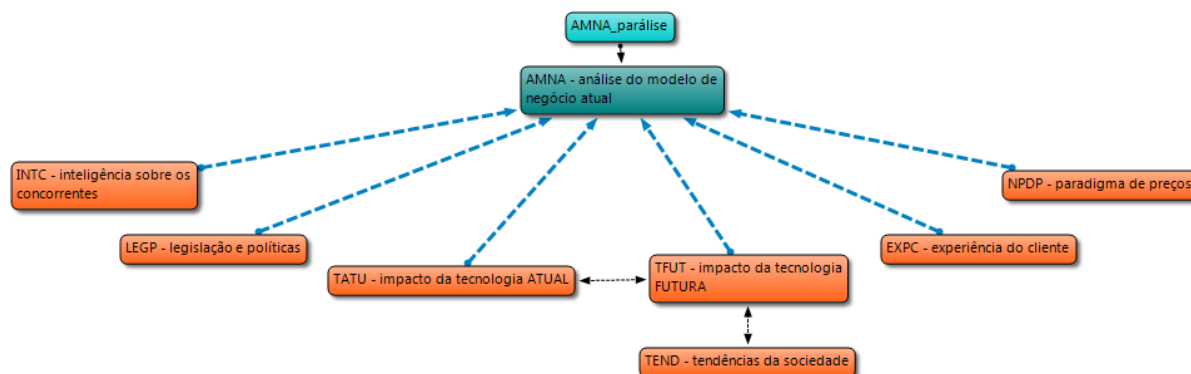 AMNA_parálise
AMNA - análise do modelo de
negócio atual
INTC - inteligência sobre os
concorrentes
NPDP - paradigma de preços
LEGP - legislação e políticas
EXPC - experiência do cliente
TATU - impacto da tecnologia ATUAL
TFUT - impacto da tecnologia
FUTURA
TEND - tendências da sociedade